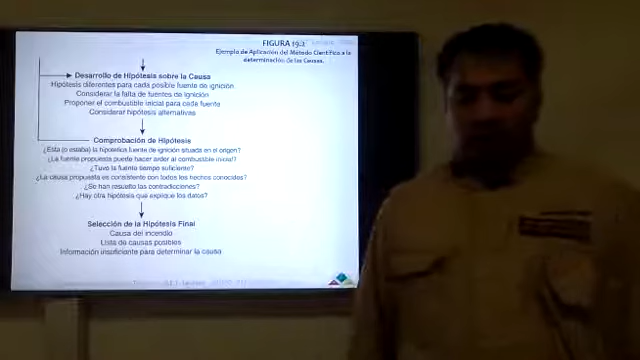 FIGURA 19.2
Ejemplo de Aplicación del Método Científico a la
determinación de las Causas.
Desarrollo de Hipótesis sobre la Causa
Hipótesis diferentes para cada posible fuente de ignición
Considerar la falta de fuentes de ignición
Proponer el combustible inicial para cada fuente
Considerar hipótesis alternativas
Comprobación de Hipótesis
¿Está (o estaba) la hipotética fuente de ignición situada en el origen?
¿La fuente propuesta puede hacer arder al combustible inicial?
¿Tuvo la fuente tiempo suficiente?
¿La causa propuesta es consistente con todos los hechos conocidos?
¿Se han resuelto las contradicciones?
¿Hay otra hipótesis que explique los datos?
Selección de la Hipótesis Final
Causa del incendio
Lista de causas posibles
Información insuficiente para determinar la causa